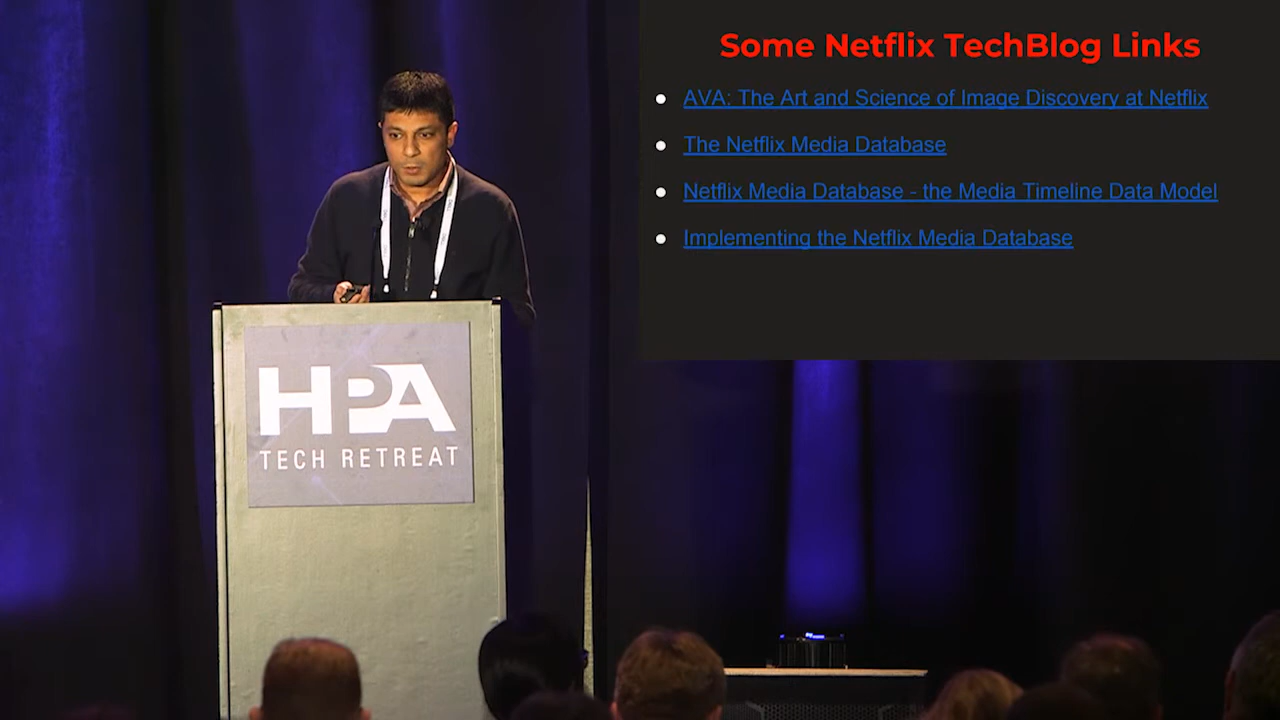 Some Netflix TechBlog Links
AVA: The Art and Science of Image Discovery at Netflix
The Netflix Media Database
Netflix Media Database - the Media Timeline Data Model
Implementing the Netflix Media Database
HPA
TECH RETREAT